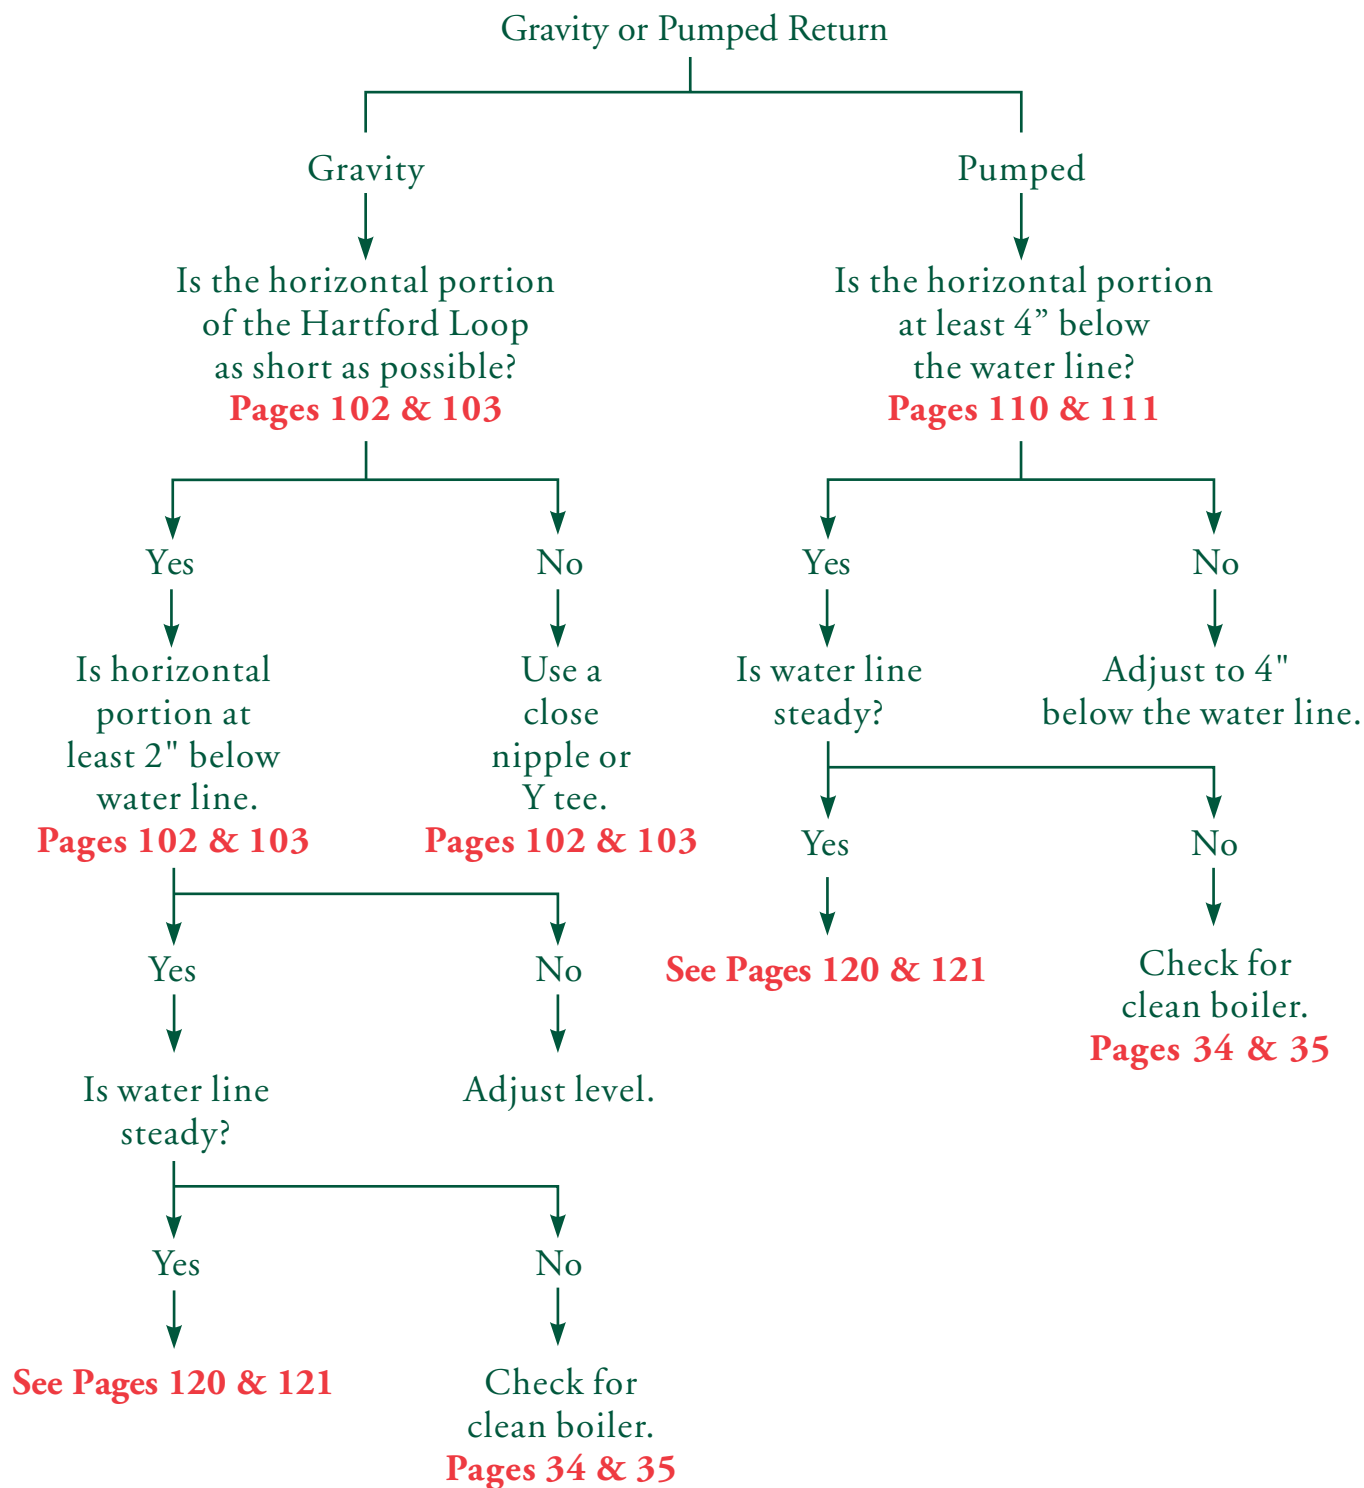 Gravity or Pumped Return
Gravity
Pumped
Is the horizontal portion
of the Hartford Loop
as short as possible?
Pages 102 & 103
Is the horizontal portion
at least 4” below
the water line?
Pages 110 & 111
Yes
No
Yes
No
Is horizontal
portion at
least 2" below
water line.
Pages 102 & 103
Use a
close
nipple or
Y tee.
Pages 102 & 103
Is water line
steady?
Adjust to 4"
below the water line.
Yes
No
Yes
No
See Pages 120 & 121
Check for
clean boiler.
Pages 34 & 35
Is water line
steady?
Adjust level.
Yes
No
See Pages 120 & 121
Check for
clean boiler.
Pages 34 & 35